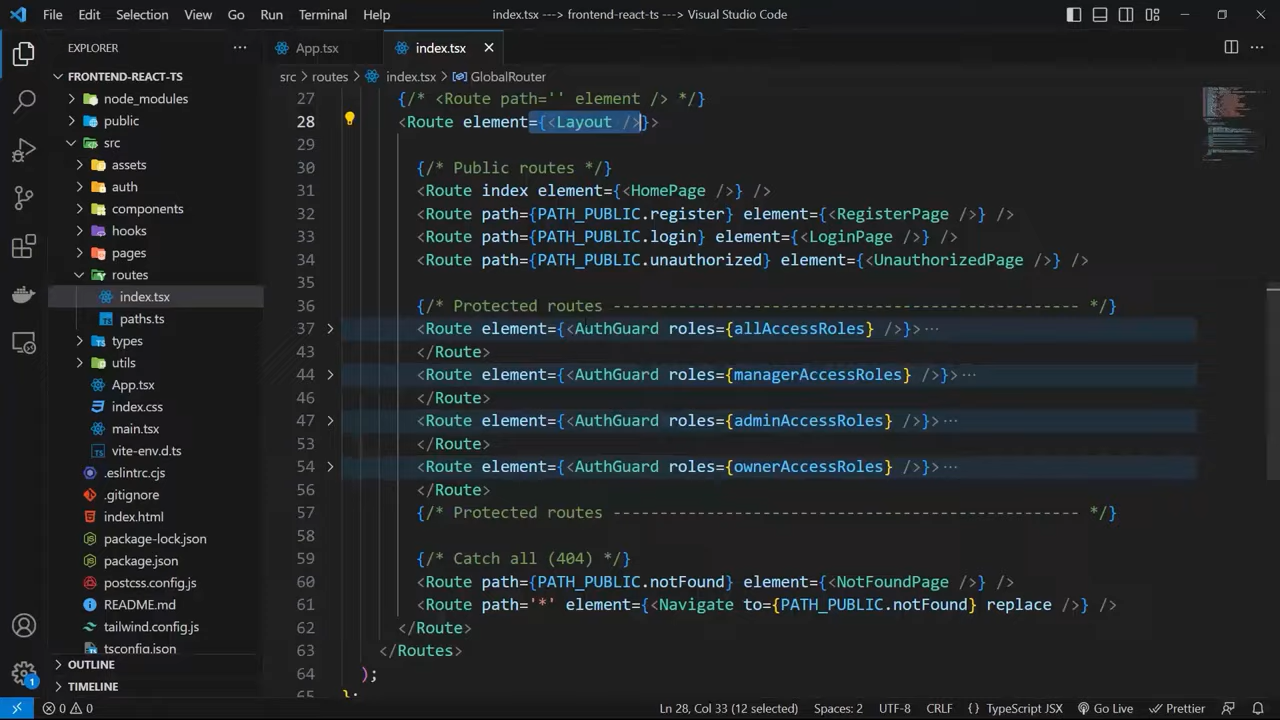 File Edit Selection View Go Run Terminal Help index.tsx ---> frontend-react-ts ---> Visual Studio Code
EXPLORER
FRONTEND-REACT-TS
node_modules
public
src
assets
auth
components
hooks
pages
routes
index.tsx
paths.ts
types
utils
App.tsx
index.css
main.tsx
vite-env.d.ts
.eslintrc.cjs
.gitignore
index.html
package-lock.json
package.json
postcss.config.js
README.md
tailwind.config.js
tsconfig.json
OUTLINE
TIMELINE
App.tsx index.tsx
src > routes > index.tsx > GlobalRouter
27 {/* <Route path='' element /> */}
28 <Route element={<Layout />}>
29
30 {/* Public routes */}
31 <Route index element={<HomePage />} />
32 <Route path={PATH_PUBLIC.register} element={<RegisterPage />} />
33 <Route path={PATH_PUBLIC.login} element={<LoginPage />} />
34 <Route path={PATH_PUBLIC.unauthorized} element={<UnauthorizedPage />} />
35
36 {/* Protected routes -------------------------------------------------- */}
37 <Route element={<AuthGuard roles={allAccessRoles} />}>···
43 </Route>
44 <Route element={<AuthGuard roles={managerAccessRoles} />}>···
46 </Route>
47 <Route element={<AuthGuard roles={adminAccessRoles} />}>···
53 </Route>
54 <Route element={<AuthGuard roles={ownerAccessRoles} />}>···
56 </Route>
57 {/* Protected routes -------------------------------------------------- */}
58
59 {/* Catch all (404) */}
60 <Route path={PATH_PUBLIC.notFound} element={<NotFoundPage />} />
61 <Route path='*' element={<Navigate to={PATH_PUBLIC.notFound} replace />} />
62 </Route>
63 </Routes>
64 );
65 };
1
0 0 Ln 28, Col 33 (12 selected) Spaces: 2 UTF-8 CRLF {} TypeScript JSX Go Live Prettier